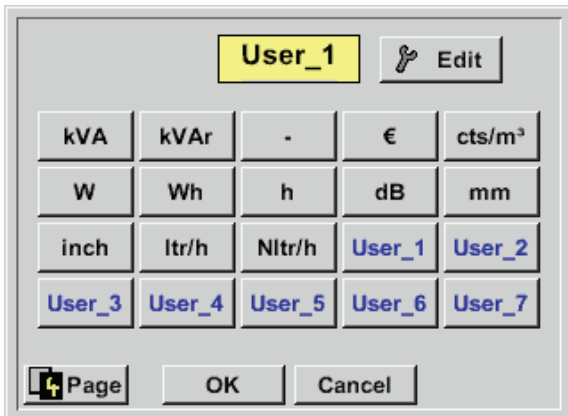 User_1 Edit
kVA kVAr - € cts/m³
W Wh h dB mm
inch ltr/h Nltr/h User_1 User_2
User_3 User_4 User_5 User_6 User_7
4 Page OK Cancel